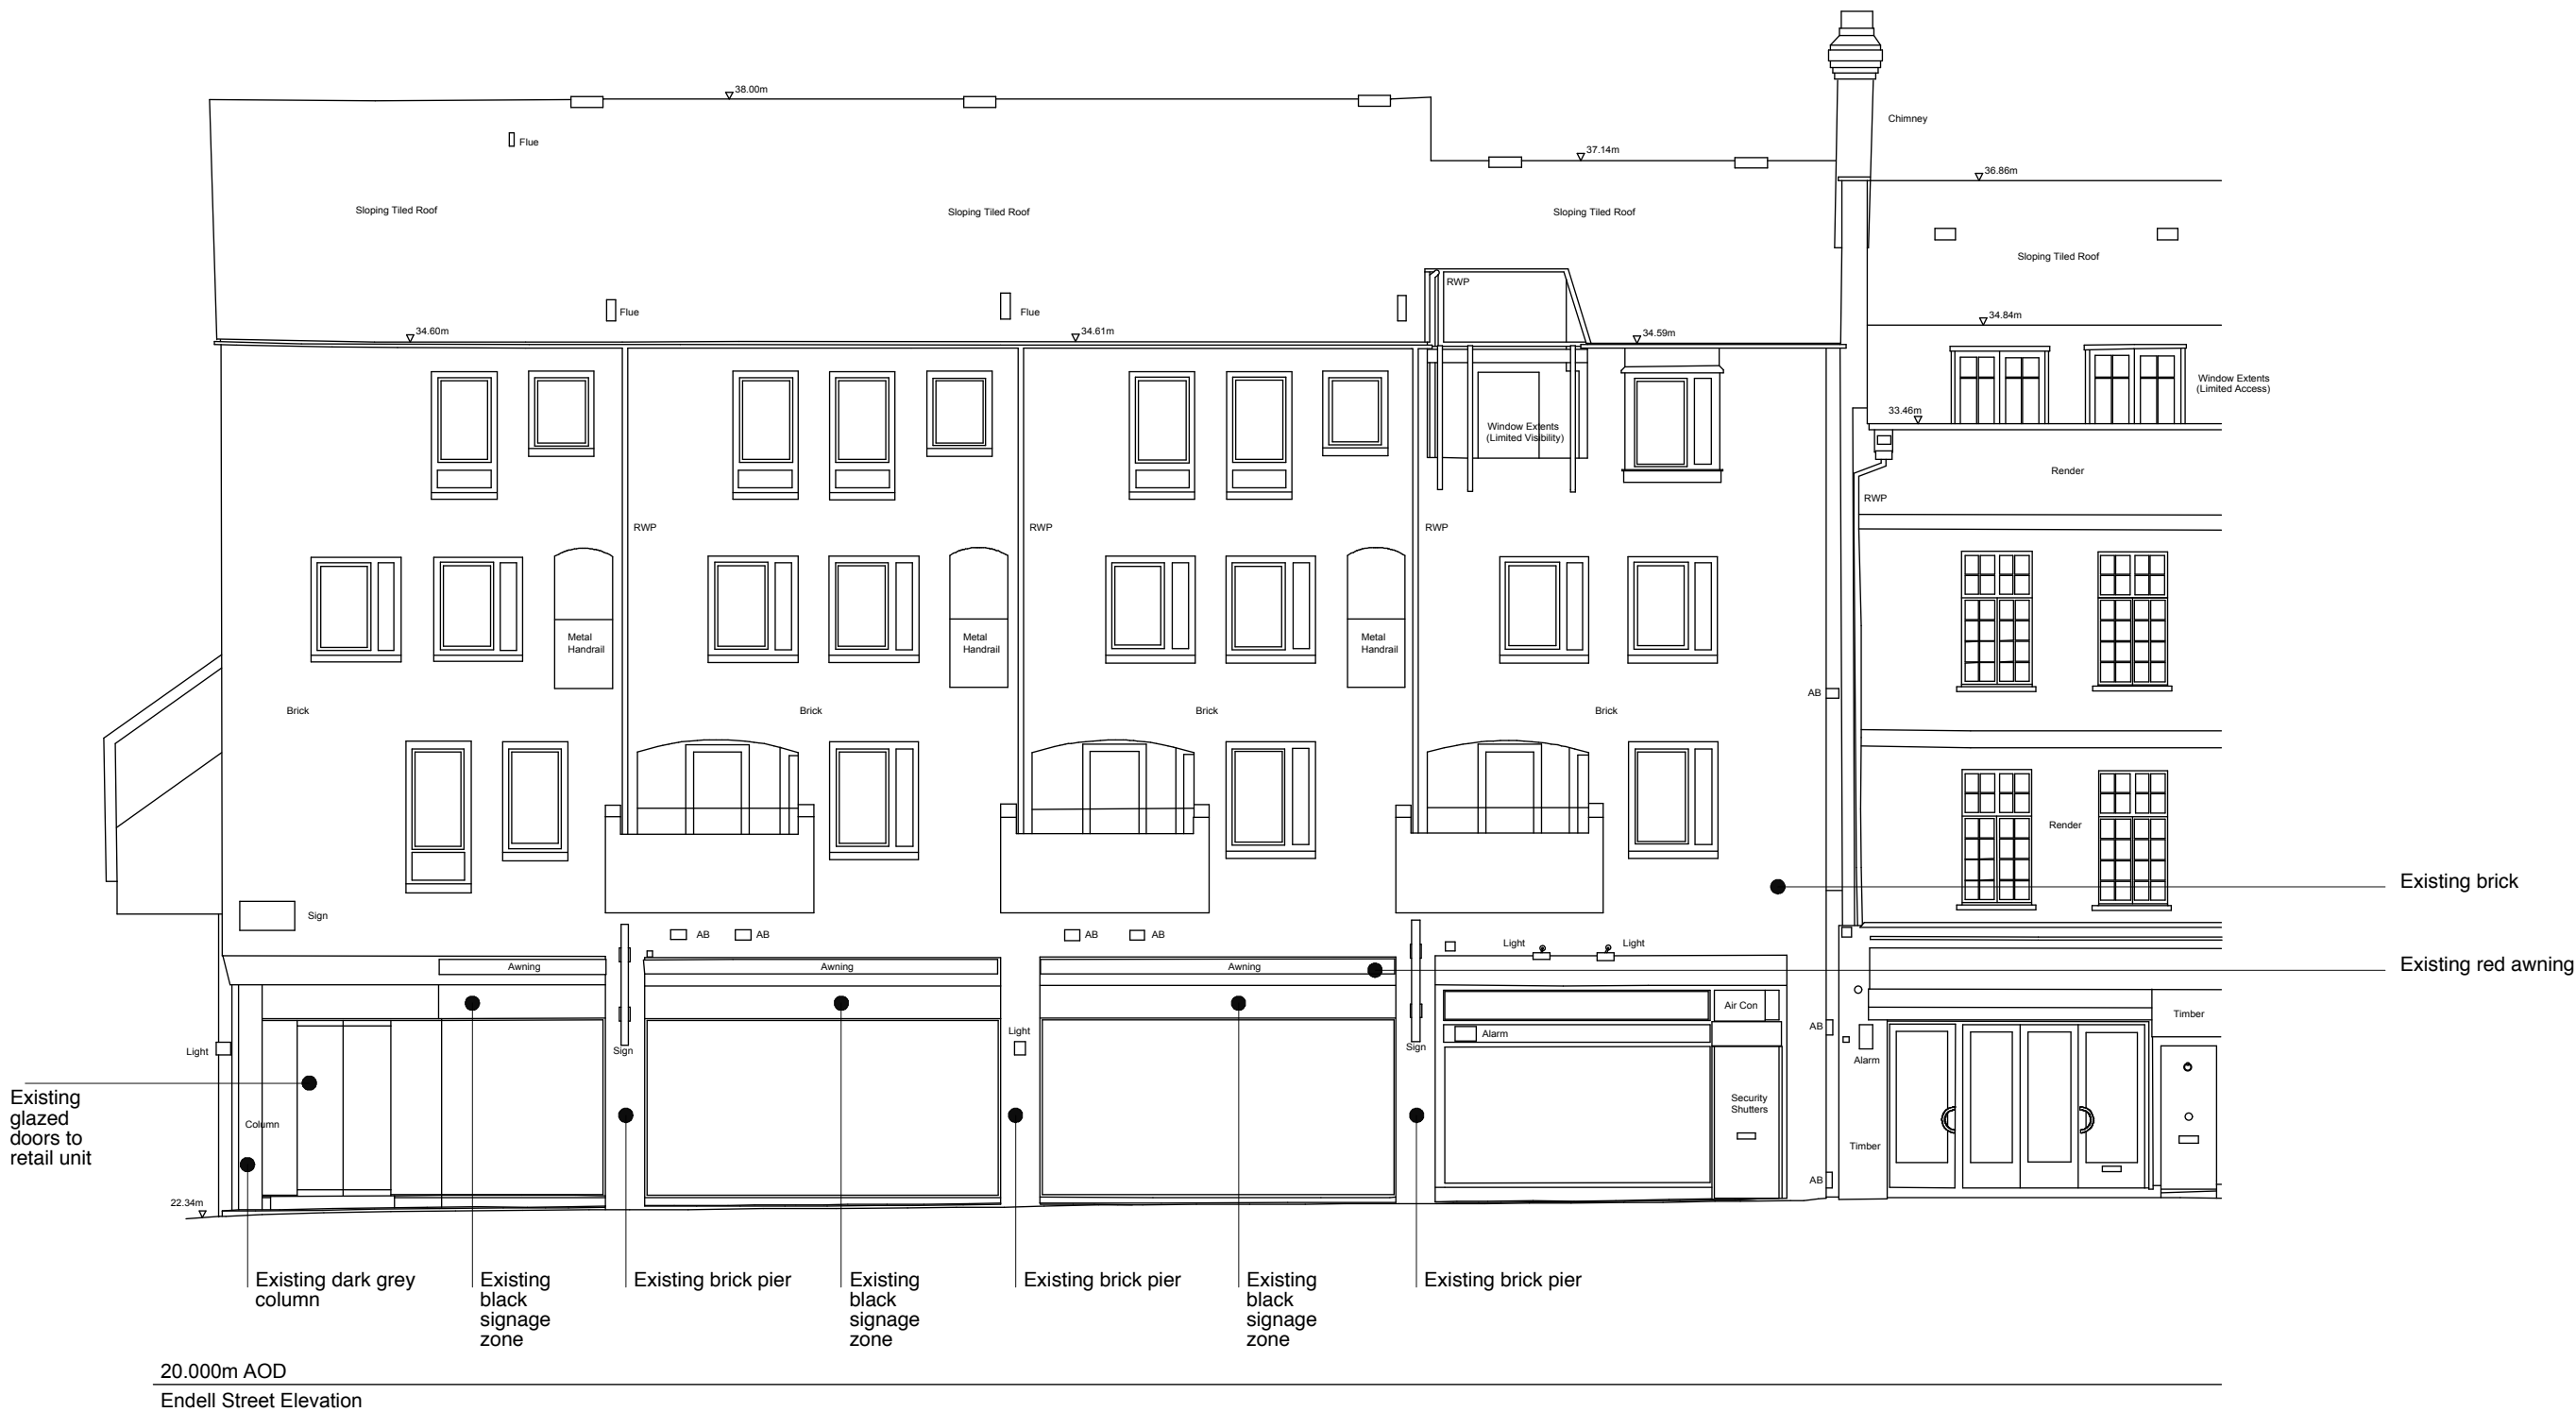 38.00m
Chimney
Flue
37.14m
36.86m
Sloping Tiled Roof
Sloping Tiled Roof
Sloping Tiled Roof
Sloping Tiled Roof
RWP
Flue
Flue
34.84m
34.60m
34.61m
34.59m
Window Extents
(Limited Access)
33.46m
Window Extents
(Limited Visibility)
Render
RWP
RWP
RWP
RWP
Metal
Handrail
Metal
Handrail
Metal
Handrail
AB
Brick
Brick
Brick
Brick
Render
Existing brick
Sign
AB
AB
AB
AB
Light
Light
Awning
Awning
Awning
Existing red awning
Air Con
Timber
Light
Alarm
AB
Light
Sign
Sign
Alarm
Existing
glazed
doors to
retail unit
Security
Shutters
Column
Timber
AB
22.34m
Existing dark grey
column
Existing
black
signage
zone
Existing brick pier
Existing
black
signage
zone
Existing brick pier
Existing
black
signage
zone
Existing brick pier
20.000m AOD
Endell Street Elevation